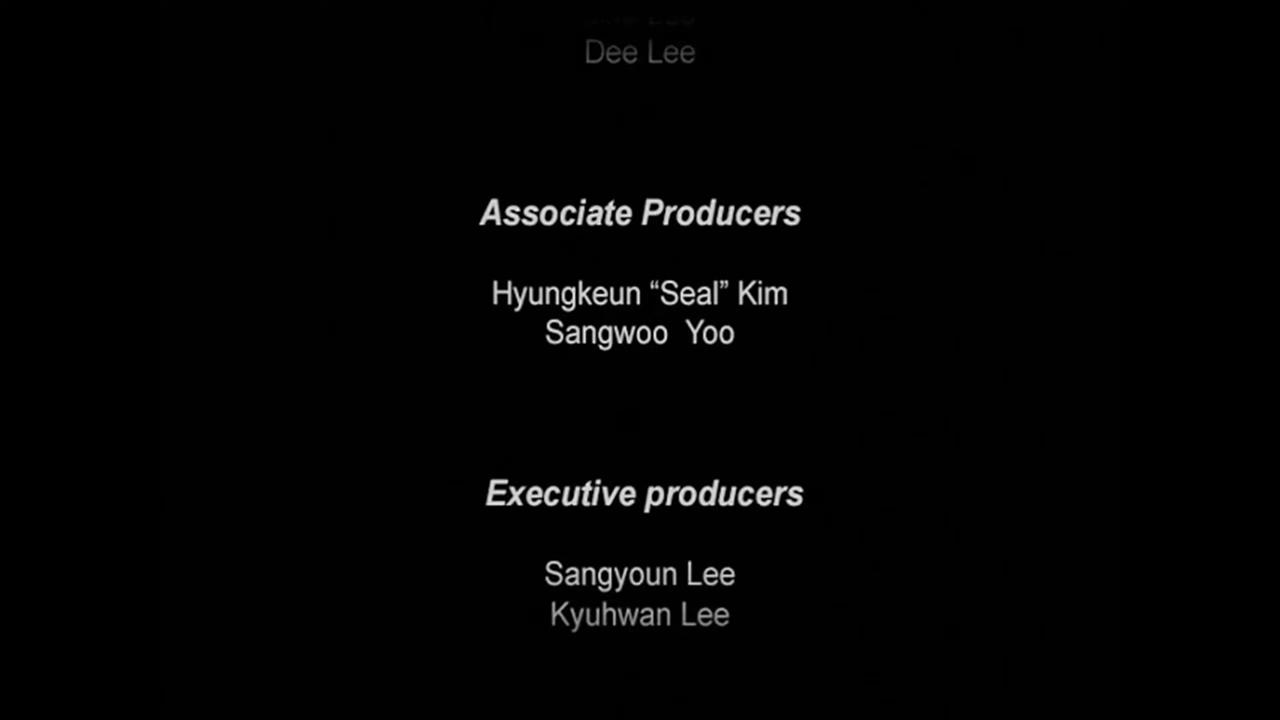 Dee Lee
Associate Producers
Hyungkeun “Seal” Kim
Sangwoo Yoo
Executive producers
Sangyoun Lee
Kyuhwan Lee